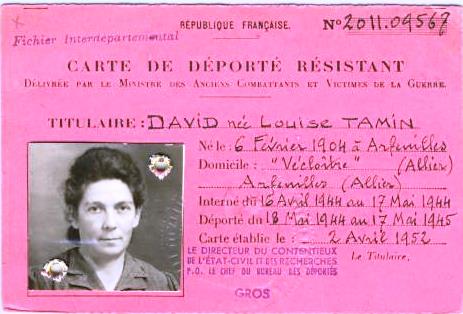 RÉPUBLIQUE FRANÇAISE.
N° 2011.09567
Fichier Interdépartemental
CARTE DE DÉPORTÉ RÉSISTANT
DÉLIVRÉE PAR LE MINISTRE DES ANCIENS COMBATTANTS ET VICTIMES DE LA GUERRE.
TITULAIRE : DAVID née Louise TAMIN
Né le : 6 Février 1904 à Arfeuilles
Domicile : "Vécloitre" (Allier)
Arfeuilles (Allier)
Interné du 16 Avril 1944 au 17 Mai 1944
Déporté du 18 Mai 1944 au 17 Mai 1945
Carte établie le : 2 Avril 1952
LE DIRECTEUR DU CONTENTIEUX
DE L'ÉTAT-CIVIL ET DES RECHERCHES
P.O. LE CHEF DU BUREAU DES DÉPORTÉS
Le Titulaire,
GROS